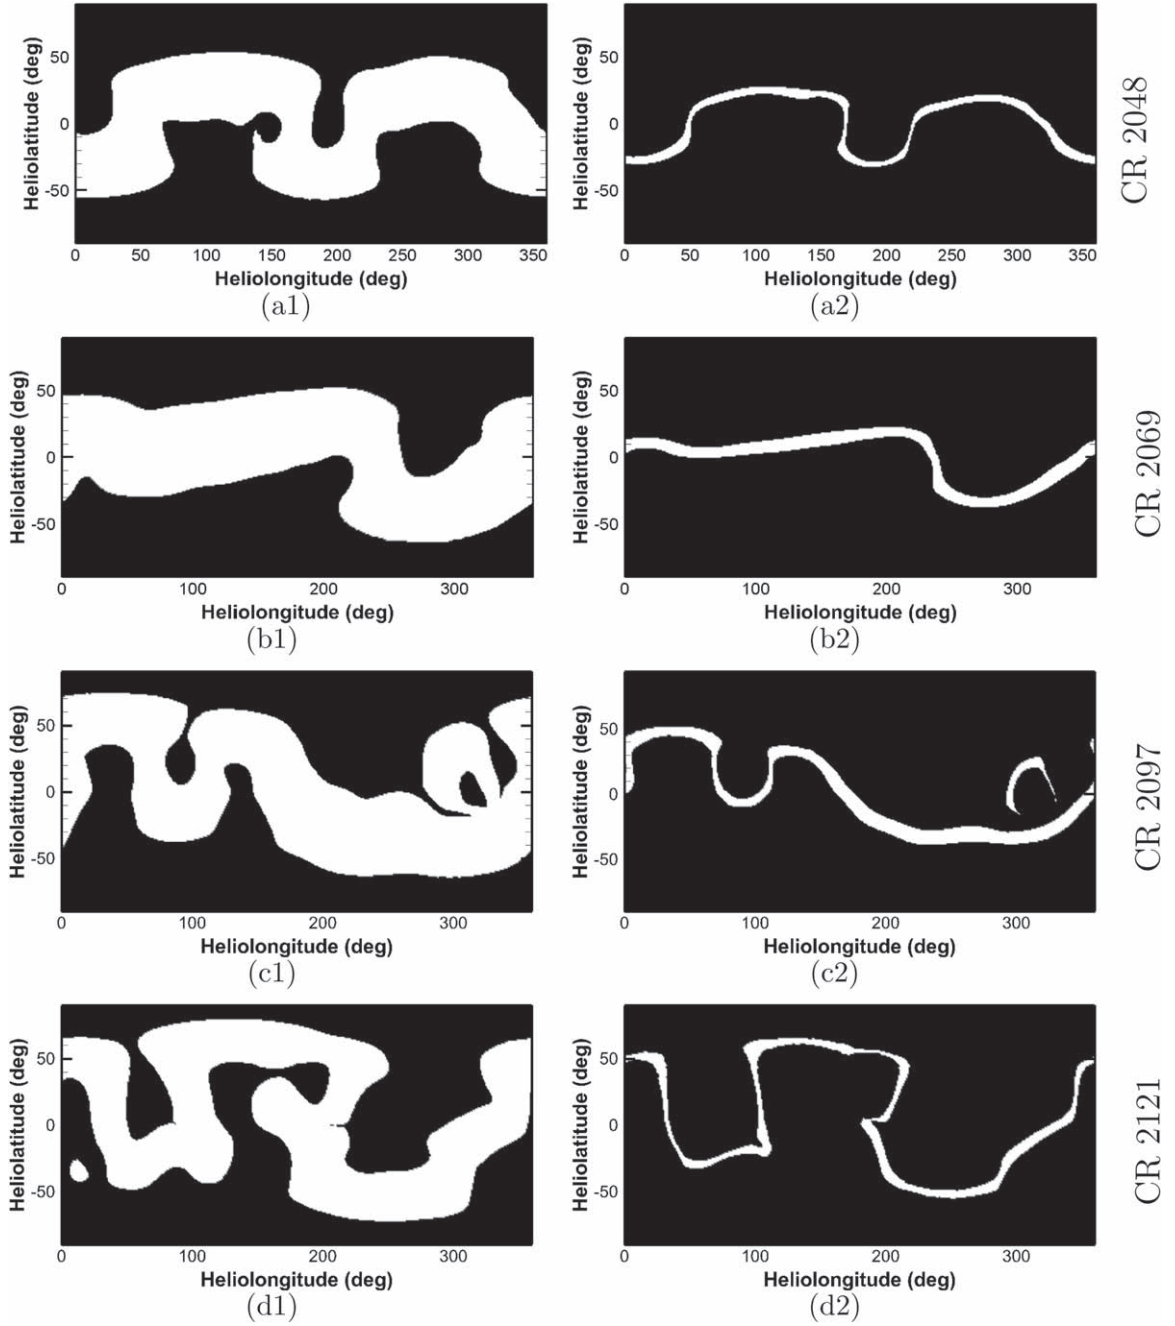 Heliolatitude (deg)
50
0
-50
0 50 100 150 200 250 300 350
Heliolongitude (deg)
(a1)
Heliolatitude (deg)
50
0
-50
0 50 100 150 200 250 300 350
Heliolongitude (deg)
(a2)
CR 2048
Heliolatitude (deg)
50
0
-50
0 100 200 300
Heliolongitude (deg)
(b1)
Heliolatitude (deg)
50
0
-50
0 100 200 300
Heliolongitude (deg)
(b2)
CR 2069
Heliolatitude (deg)
50
0
-50
0 100 200 300
Heliolongitude (deg)
(c1)
Heliolatitude (deg)
50
0
-50
0 100 200 300
Heliolongitude (deg)
(c2)
CR 2097
Heliolatitude (deg)
50
0
-50
0 100 200 300
Heliolongitude (deg)
(d1)
Heliolatitude (deg)
50
0
-50
0 100 200 300
Heliolongitude (deg)
(d2)
CR 2121